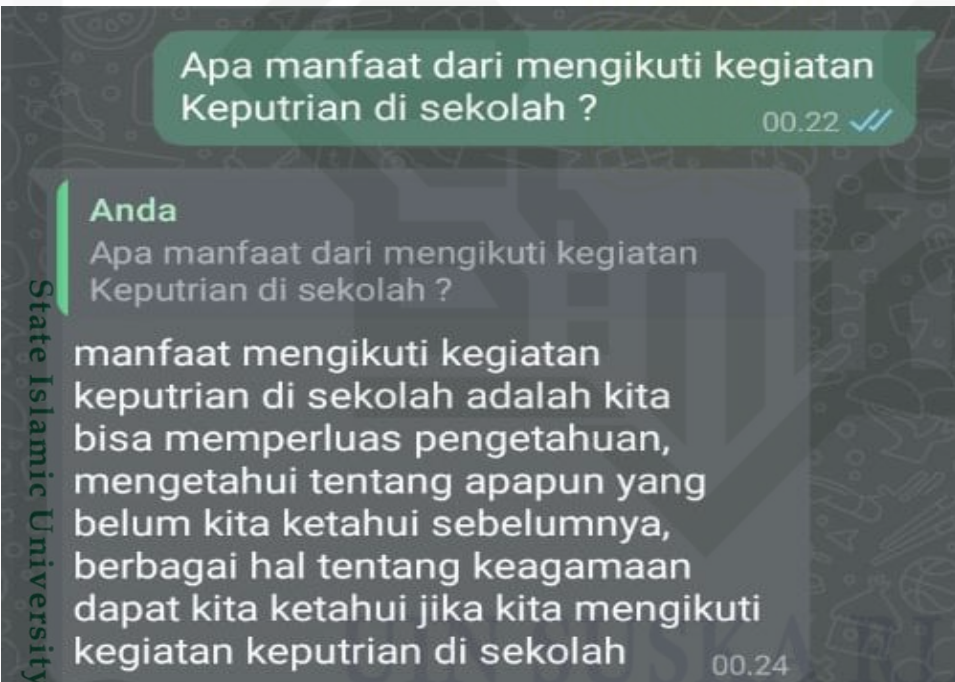 Apa manfaat dari mengikuti kegiatan
Keputrian di sekolah ?
00.22
Anda
Apa manfaat dari mengikuti kegiatan
Keputrian di sekolah ?
manfaat mengikuti kegiatan
keputrian di sekolah adalah kita
bisa memperluas pengetahuan,
mengetahui tentang apapun yang
belum kita ketahui sebelumnya,
berbagai hal tentang keagamaan
dapat kita ketahui jika kita mengikuti
kegiatan keputrian di sekolah
00.24
State Islamic University
UIN SUSKA RI